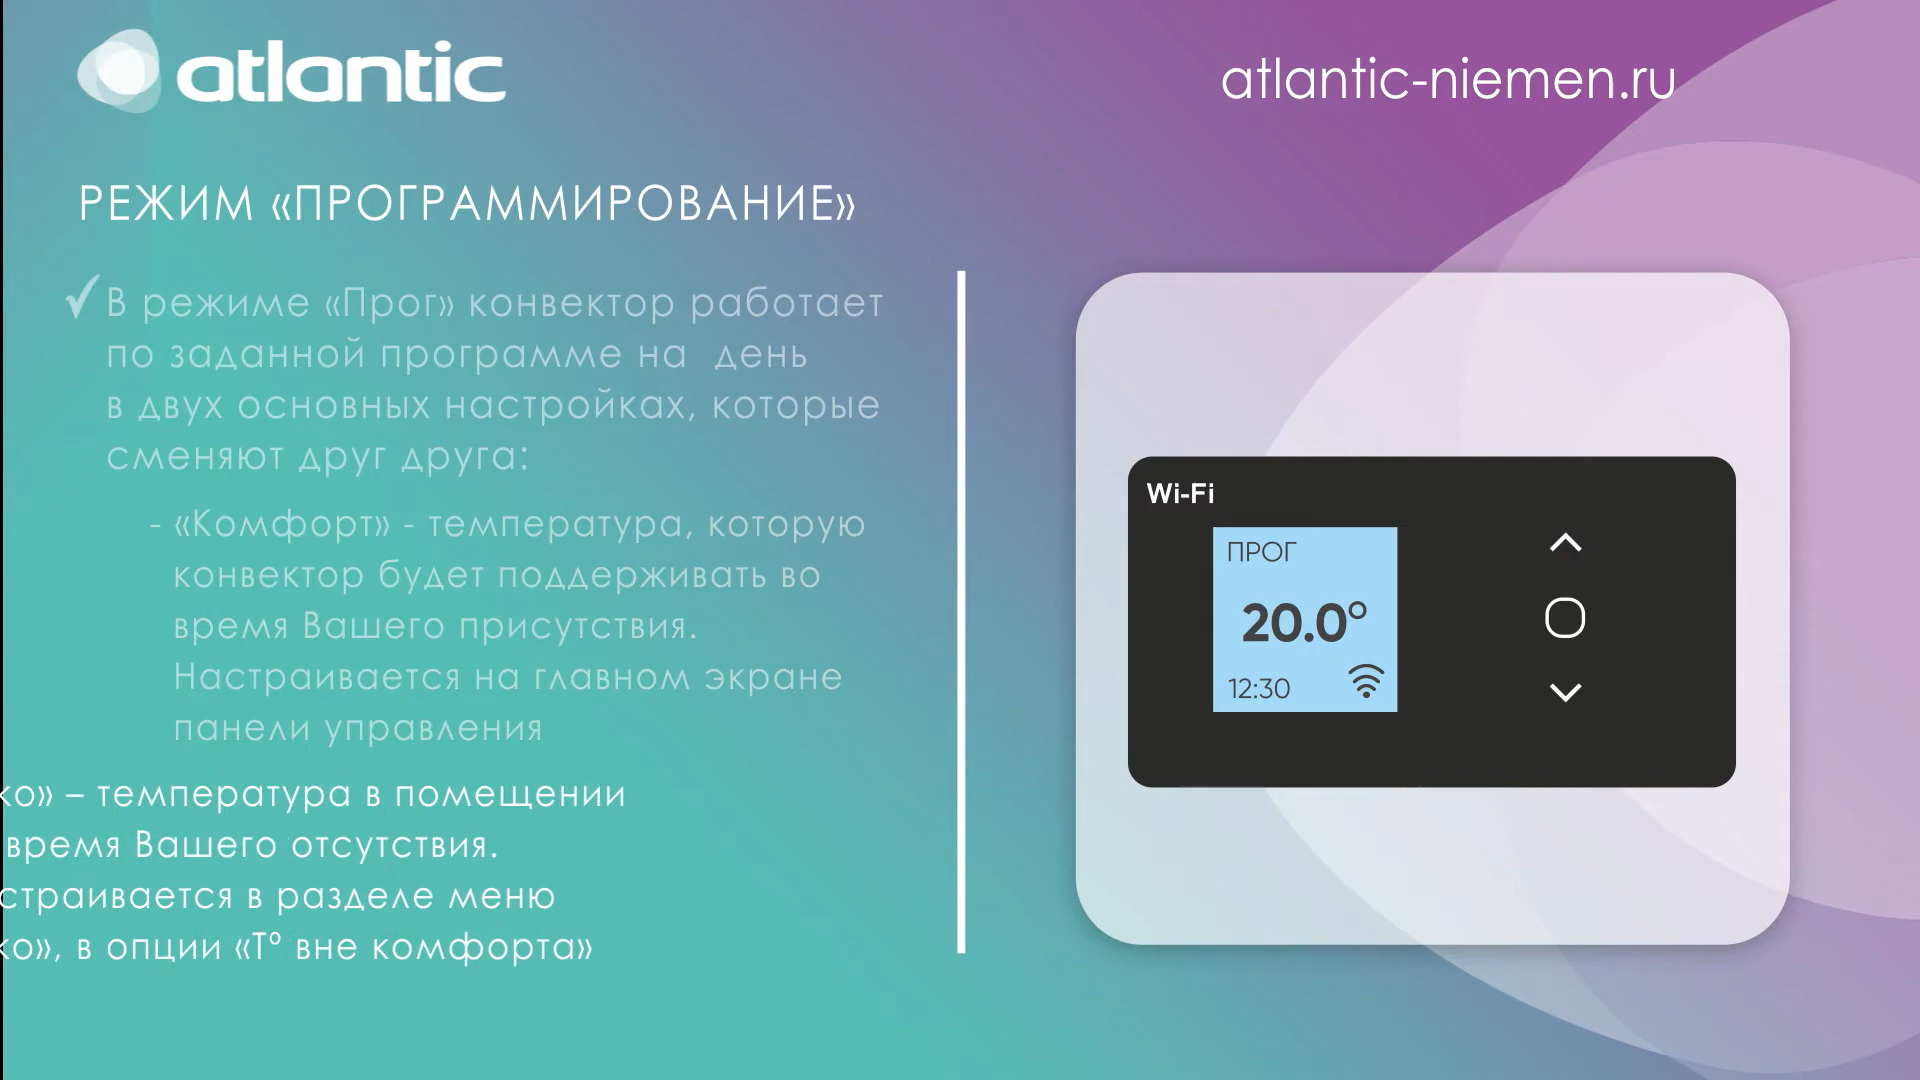 atlantic
atlantic-niemen.ru
РЕЖИМ «ПРОГРАММИРОВАНИЕ»
✓ В режиме «Прог» конвектор работает
по заданной программе на день
в двух основных настройках, которые
сменяют друг друга:
- «Комфорт» - температура, которую
конвектор будет поддерживать во
время Вашего присутствия.
Настраивается на главном экране
панели управления
ко» – температура в помещении
время Вашего отсутствия.
страивается в разделе меню
ко», в опции «Tº вне комфорта»
Wi-Fi
ПРОГ
20.0°
12:30